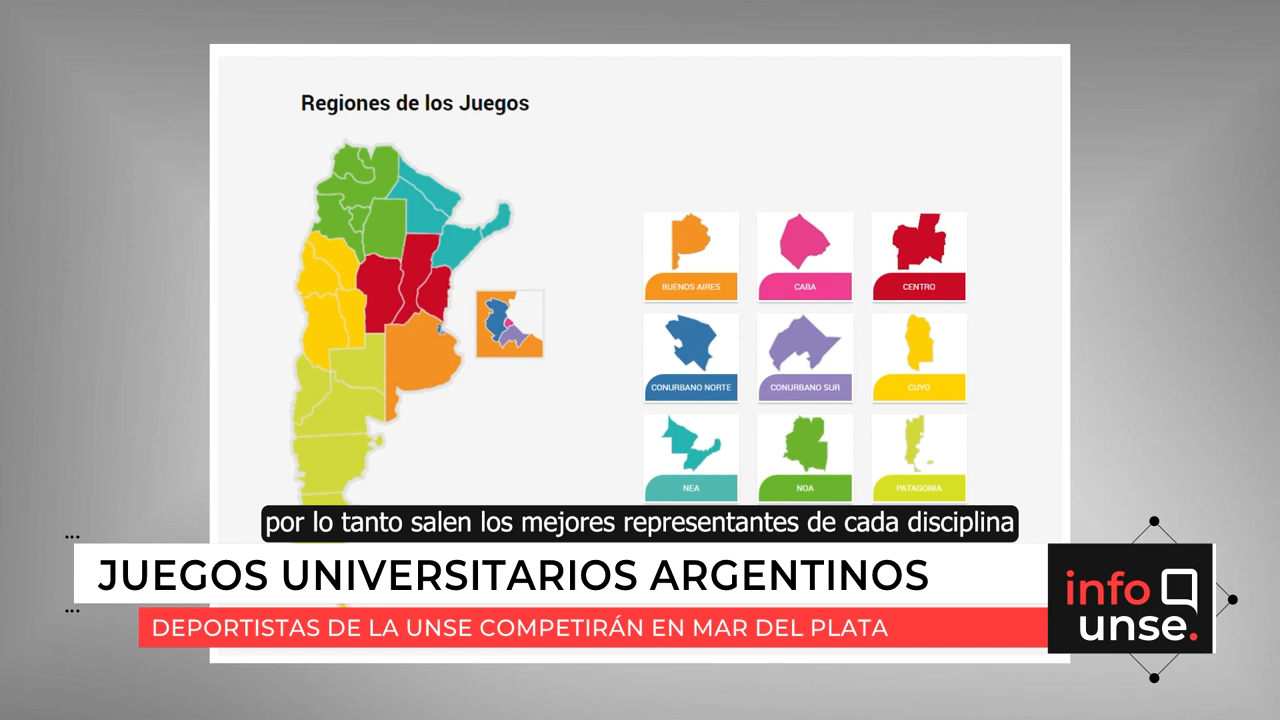 Regiones de los Juegos
BUENOS AIRES
CABA
CENTRO
CONURBANO NORTE
CONURBANO SUR
CUYO
NEA
NOA
PATAGONIA
por lo tanto salen los mejores representantes de cada disciplina
JUEGOS UNIVERSITARIOS ARGENTINOS
DEPORTISTAS DE LA UNSE COMPETIRÁN EN MAR DEL PLATA
info
unse.